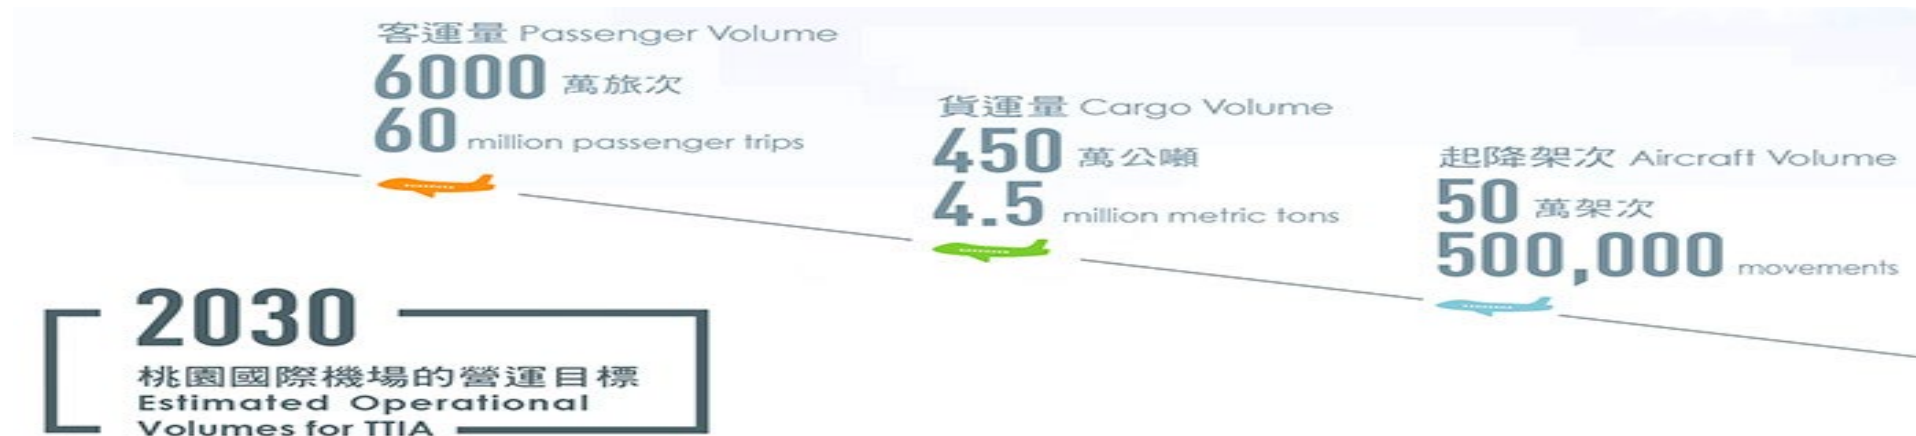 客運量 Passenger Volume
6000 萬旅次
60 million passenger trips
貨運量 Cargo Volume
450 萬公噸
4.5 million metric tons
起降架次 Aircraft Volume
50 萬架次
500,000 movements
2030
桃園國際機場的營運目標
Estimated Operational
Volumes for TTIA